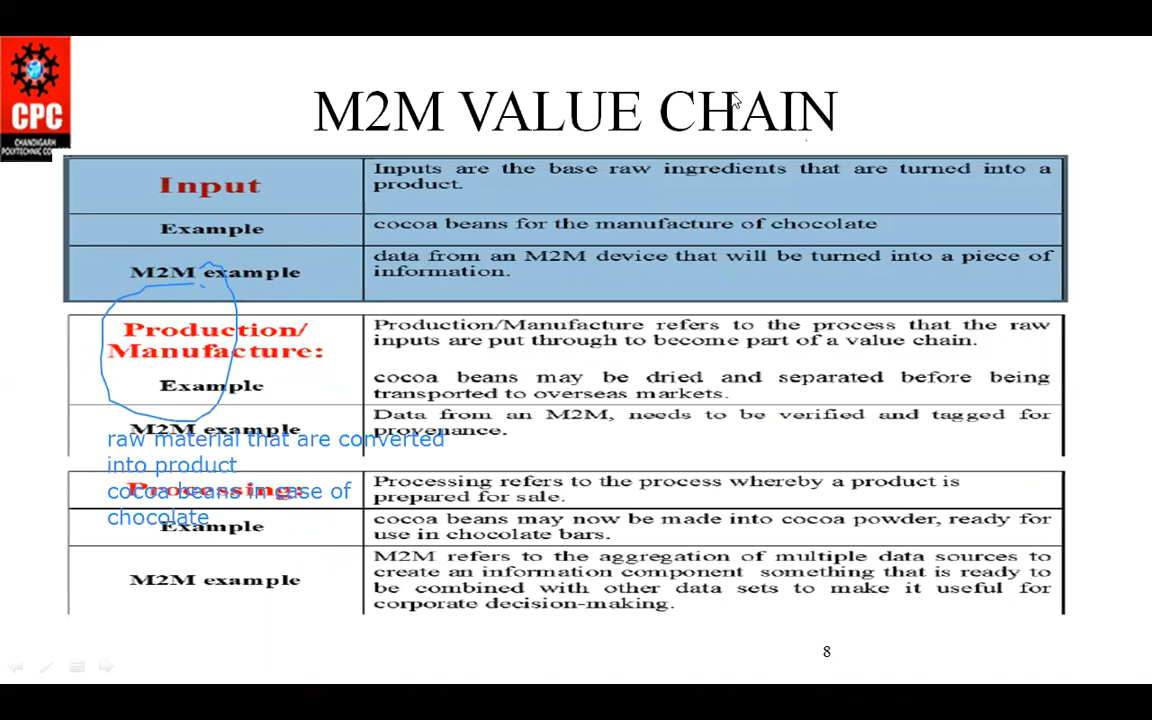 CPC
CHANDIGARH
POLYTECHNIC CO
M2M VALUE CHAIN
Input
Inputs are the base raw ingredients that are turned into a
product.
Example
cocoa beans for the manufacture of chocolate
M2M example
data from an M2M device that will be turned into a piece of
information.
Production/
Manufacture:
Production/Manufacture refers to the process that the raw
inputs are put through to become part of a value chain.
Example
cocoa beans may be dried and separated before being
transported to overseas markets.
M2M example
Data from an M2M, needs to be verified and tagged for
provenance.
raw material that are converted
into product
cocoa beans in case of
chocolate
Processing:
Processing refers to the process whereby a product is
prepared for sale.
Example
cocoa beans may now be made into cocoa powder, ready for
use in chocolate bars.
M2M example
M2M refers to the aggregation of multiple data sources to
create an information component something that is ready to
be combined with other data sets to make it useful for
corporate decision-making.
8